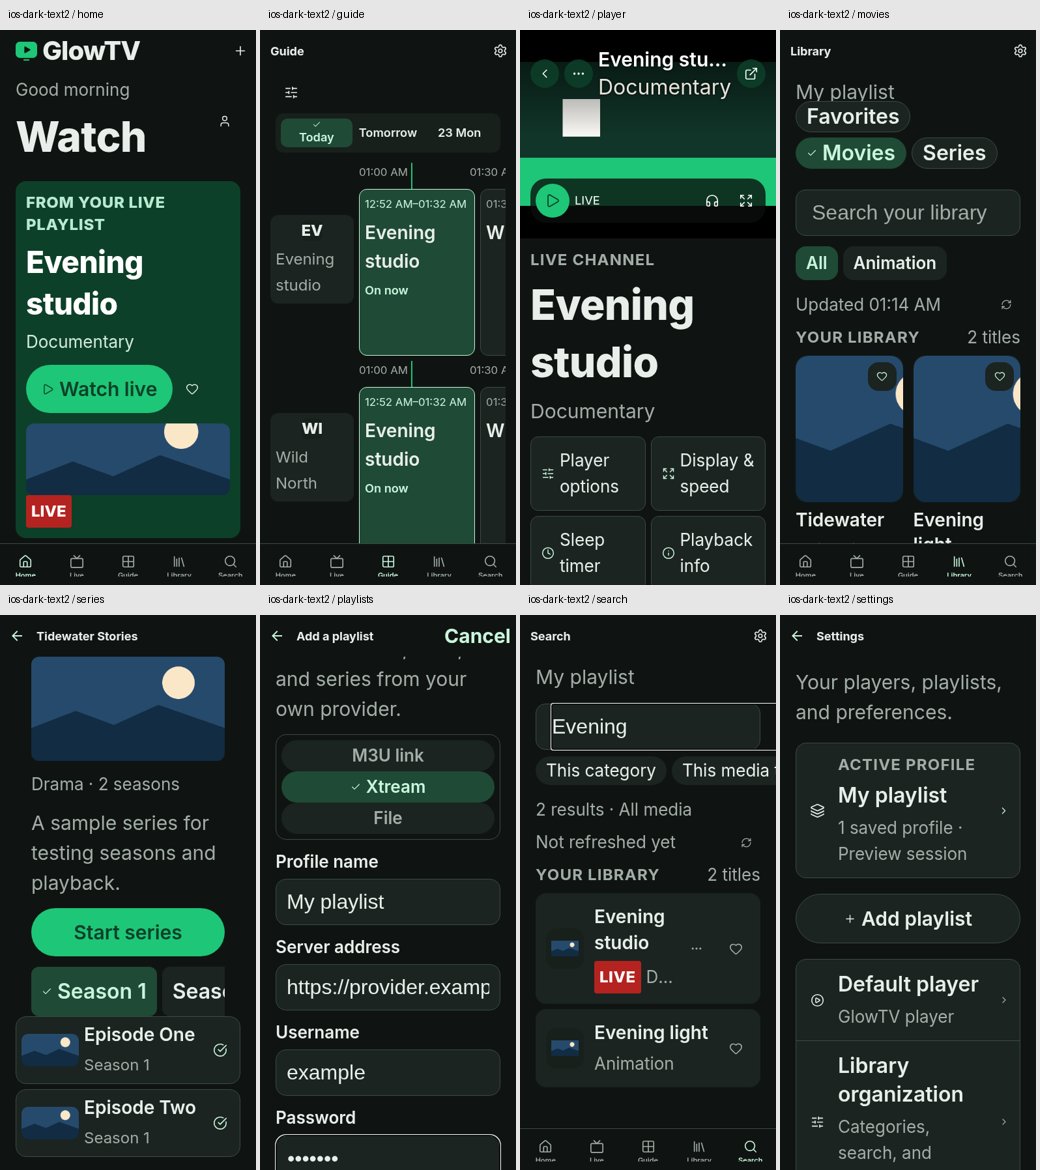 ios-dark-text2 / home
GlowTV
Good morning
Watch
FROM YOUR LIVE
PLAYLIST
Evening
studio
Documentary
Watch live
LIVE
Home
Live
Guide
Library
Search
ios-dark-text2 / guide
Guide
Today
Tomorrow
23 Mon
01:00 AM
01:30 A
12:52 AM–01:32 AM
01:3
EV
Evening
studio
Evening
studio
W
On now
01:00 AM
01:30 A
12:52 AM–01:32 AM
01:3
WI
Wild
North
Evening
studio
W
On now
Home
Live
Guide
Library
Search
ios-dark-text2 / player
Evening stu...
Documentary
LIVE
LIVE CHANNEL
Evening
studio
Documentary
Player
options
Display &
speed
Sleep
timer
Playback
info
ios-dark-text2 / movies
Library
My playlist
Favorites
Movies
Series
Search your library
All
Animation
Updated 01:14 AM
YOUR LIBRARY
2 titles
Tidewater
Evening
light
Home
Live
Guide
Library
Search
ios-dark-text2 / series
Tidewater Stories
Drama · 2 seasons
A sample series for
testing seasons and
playback.
Start series
Season 1
Seas
Episode One
Season 1
Episode Two
Season 1
ios-dark-text2 / playlists
Add a playlist
Cancel
and series from your
own provider.
M3U link
Xtream
File
Profile name
My playlist
Server address
https://provider.examp
Username
example
Password
•••••••
ios-dark-text2 / search
Search
My playlist
Evening
This category
This media
2 results · All media
Not refreshed yet
YOUR LIBRARY
2 titles
Evening
studio
...
LIVE
D...
Evening light
Animation
Home
Live
Guide
Library
Search
ios-dark-text2 / settings
Settings
Your players, playlists,
and preferences.
ACTIVE PROFILE
My playlist
1 saved profile ·
Preview session
+ Add playlist
Default player
GlowTV player
Library
organization
Categories,
search, and